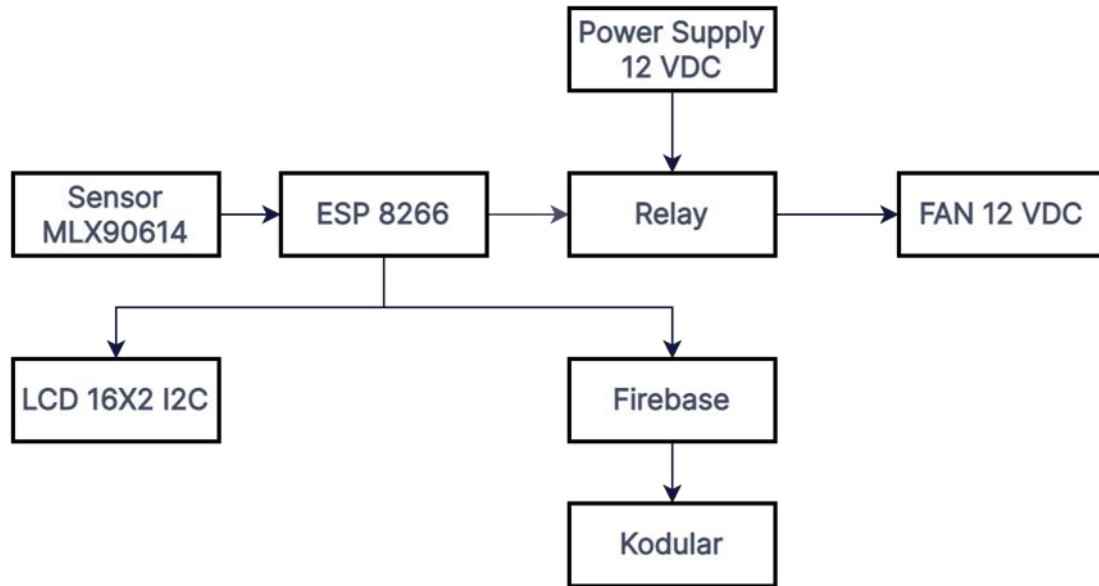 Power Supply
12 VDC
Sensor
MLX90614
ESP 8266
Relay
FAN 12 VDC
LCD 16X2 I2C
Firebase
Kodular